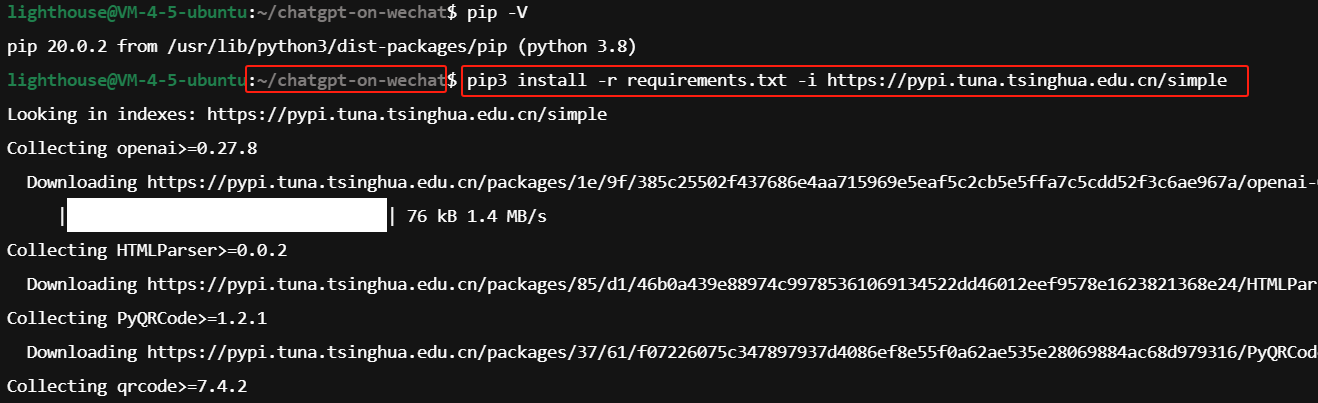 lighthouse@VM-4-5-ubuntu:~/chatgpt-on-wechat$ pip -V
pip 20.0.2 from /usr/lib/python3/dist-packages/pip (python 3.8)
lighthouse@VM-4-5-ubuntu:~/chatgpt-on-wechat$ pip3 install -r requirements.txt -i https://pypi.tuna.tsinghua.edu.cn/simple
Looking in indexes: https://pypi.tuna.tsinghua.edu.cn/simple
Collecting openai>=0.27.8
  Downloading https://pypi.tuna.tsinghua.edu.cn/packages/1e/9f/385c25502f437686e4aa715969e5eaf5c2cb5e5ffa7c5cdd52f3c6ae967a/openai-
     | | 76 kB 1.4 MB/s
Collecting HTMLParser>=0.0.2
  Downloading https://pypi.tuna.tsinghua.edu.cn/packages/85/d1/46b0a439e88974c99785361069134522dd46012eef9578e1623821368e24/HTMLPar
Collecting PyQRCode>=1.2.1
  Downloading https://pypi.tuna.tsinghua.edu.cn/packages/37/61/f07226075c347897937d4086ef8e55f0a62ae535e28069884ac68d979316/PyQRCod
Collecting qrcode>=7.4.2